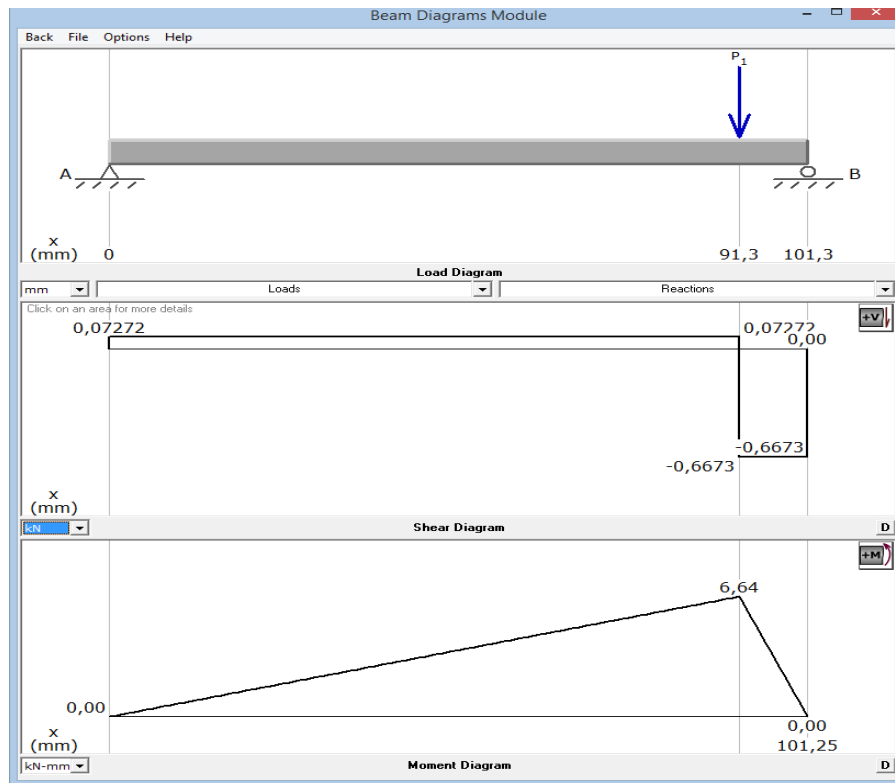 Beam Diagrams Module
Back File Options Help
P1
A
B
x
(mm) 0 91,3 101,3
Load Diagram
mm Loads Reactions
Click on an area for more details
+V
0,07272 0,07272
0,00
-0,6673
-0,6673
x
(mm)
kN Shear Diagram D
+M
6,64
0,00
0,00
x
(mm) 101,25
kN-mm Moment Diagram D